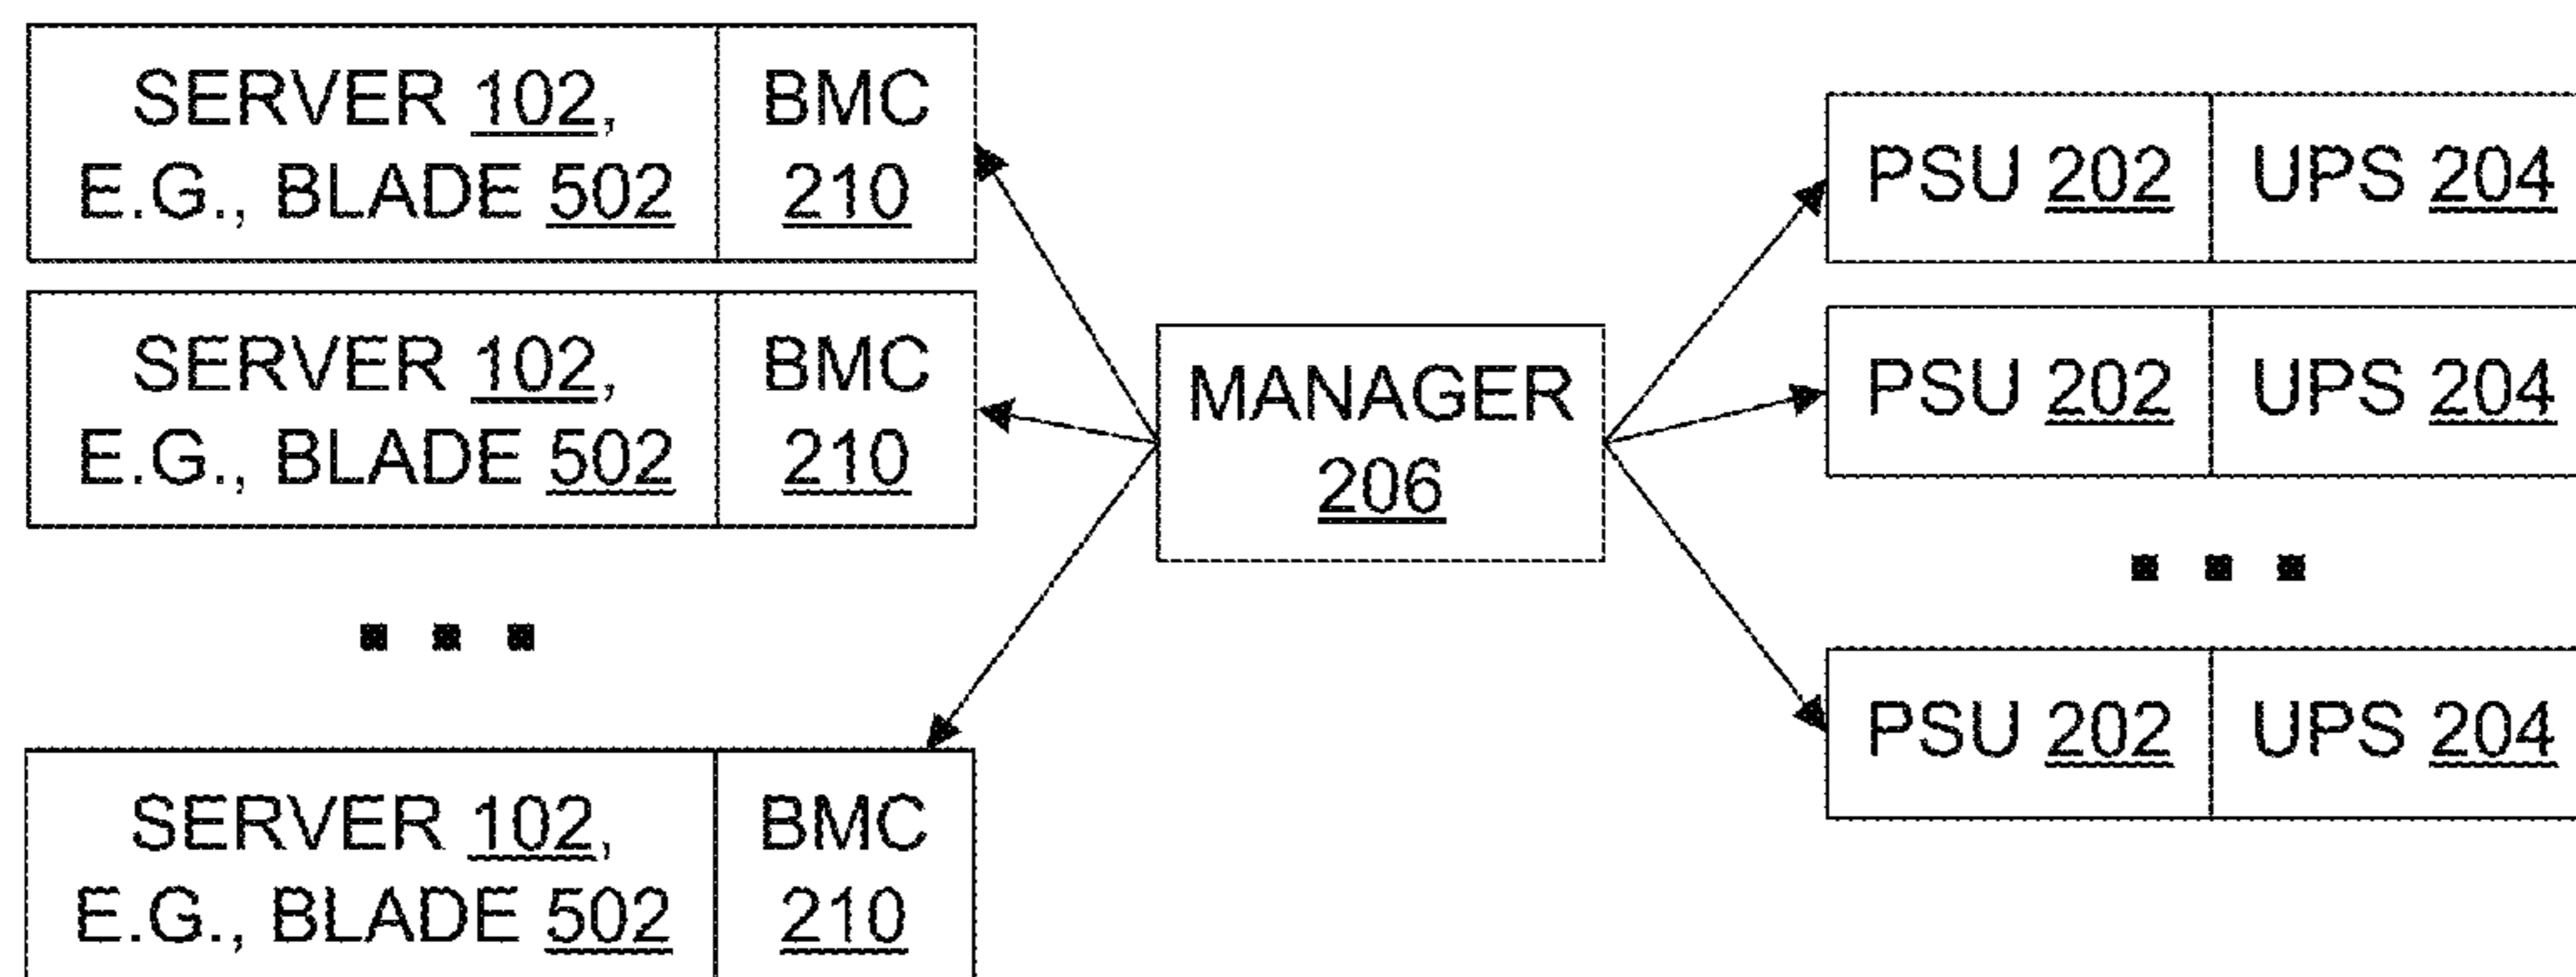 SERVER 102,
E.G., BLADE 502
BMC
210
SERVER 102,
E.G., BLADE 502
BMC
210
SERVER 102,
E.G., BLADE 502
BMC
210
MANAGER
206
PSU 202
UPS 204
PSU 202
UPS 204
PSU 202
UPS 204